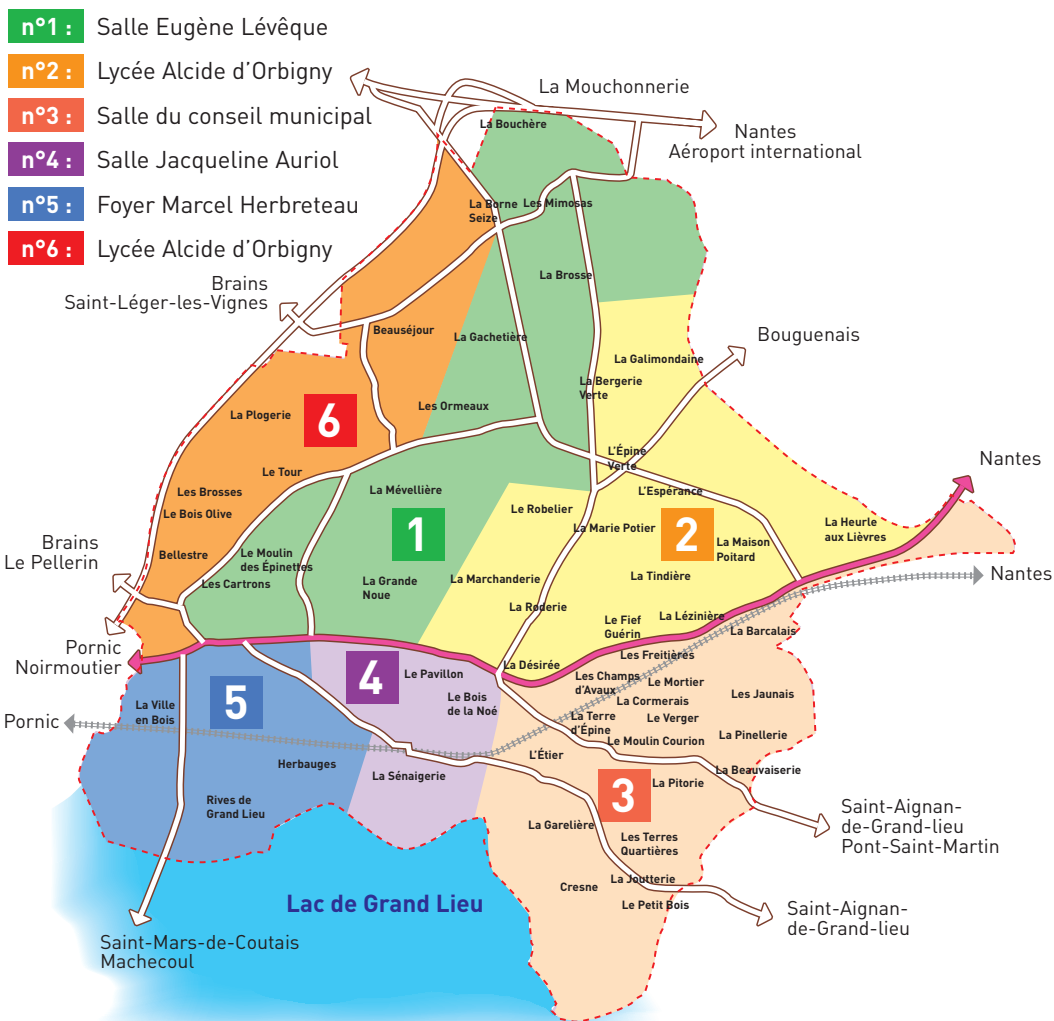 n°1 : Salle Eugène Lévêque
n°2 : Lycée Alcide d'Orbigny
n°3 : Salle du conseil municipal
n°4 : Salle Jacqueline Auriol
n°5 : Foyer Marcel Herbreteau
n°6 : Lycée Alcide d'Orbigny
La Mouchonnerie
Nantes
Aéroport international
La Bouchère
La Borne
Seize
Les Mimosas
La Brosse
Brains
Saint-Léger-les-Vignes
Beauséjour
La Gachetière
Bouguenais
La Galimondaine
La Bergerie
Verte
La Plogerie
6
Les Ormeaux
L'Épine
Verte
Nantes
Le Tour
Les Brosses
Le Bois Olive
La Mévellière
L'Espérance
Le Robelier
1
La Marie Potier
2
La Heurle
aux Lièvres
La Maison
Poitard
Brains
Le Pellerin
Bellestre
Le Moulin
des Épinettes
Les Cartrons
La Grande
Noue
La Marchanderie
La Tindière
Nantes
La Roderie
Le Fief
Guérin
La Lézinière
La Barcalais
Pornic
Noirmoutier
Les Freitières
La Désirée
4
Le Pavillon
Les Champs
d'Avaux
Le Mortier
Les Jaunais
La Cormerais
Le Bois
de la Noé
La Ville
en Bois
5
Pornic
La Terre
d'Épine
Le Verger
Le Moulin Courion
La Pinellerie
L'Étier
Herbauges
La Sénaigerie
La Beauvaiserie
3
La Pitorie
Rives de
Grand Lieu
La Garelière
Les Terres
Quartières
Saint-Aignan-
de-Grand-lieu
Pont-Saint-Martin
Cresne
La Joutterie
Le Petit Bois
Lac de Grand Lieu
Saint-Aignan-
de-Grand-lieu
Saint-Mars-de-Coutais
Machecoul